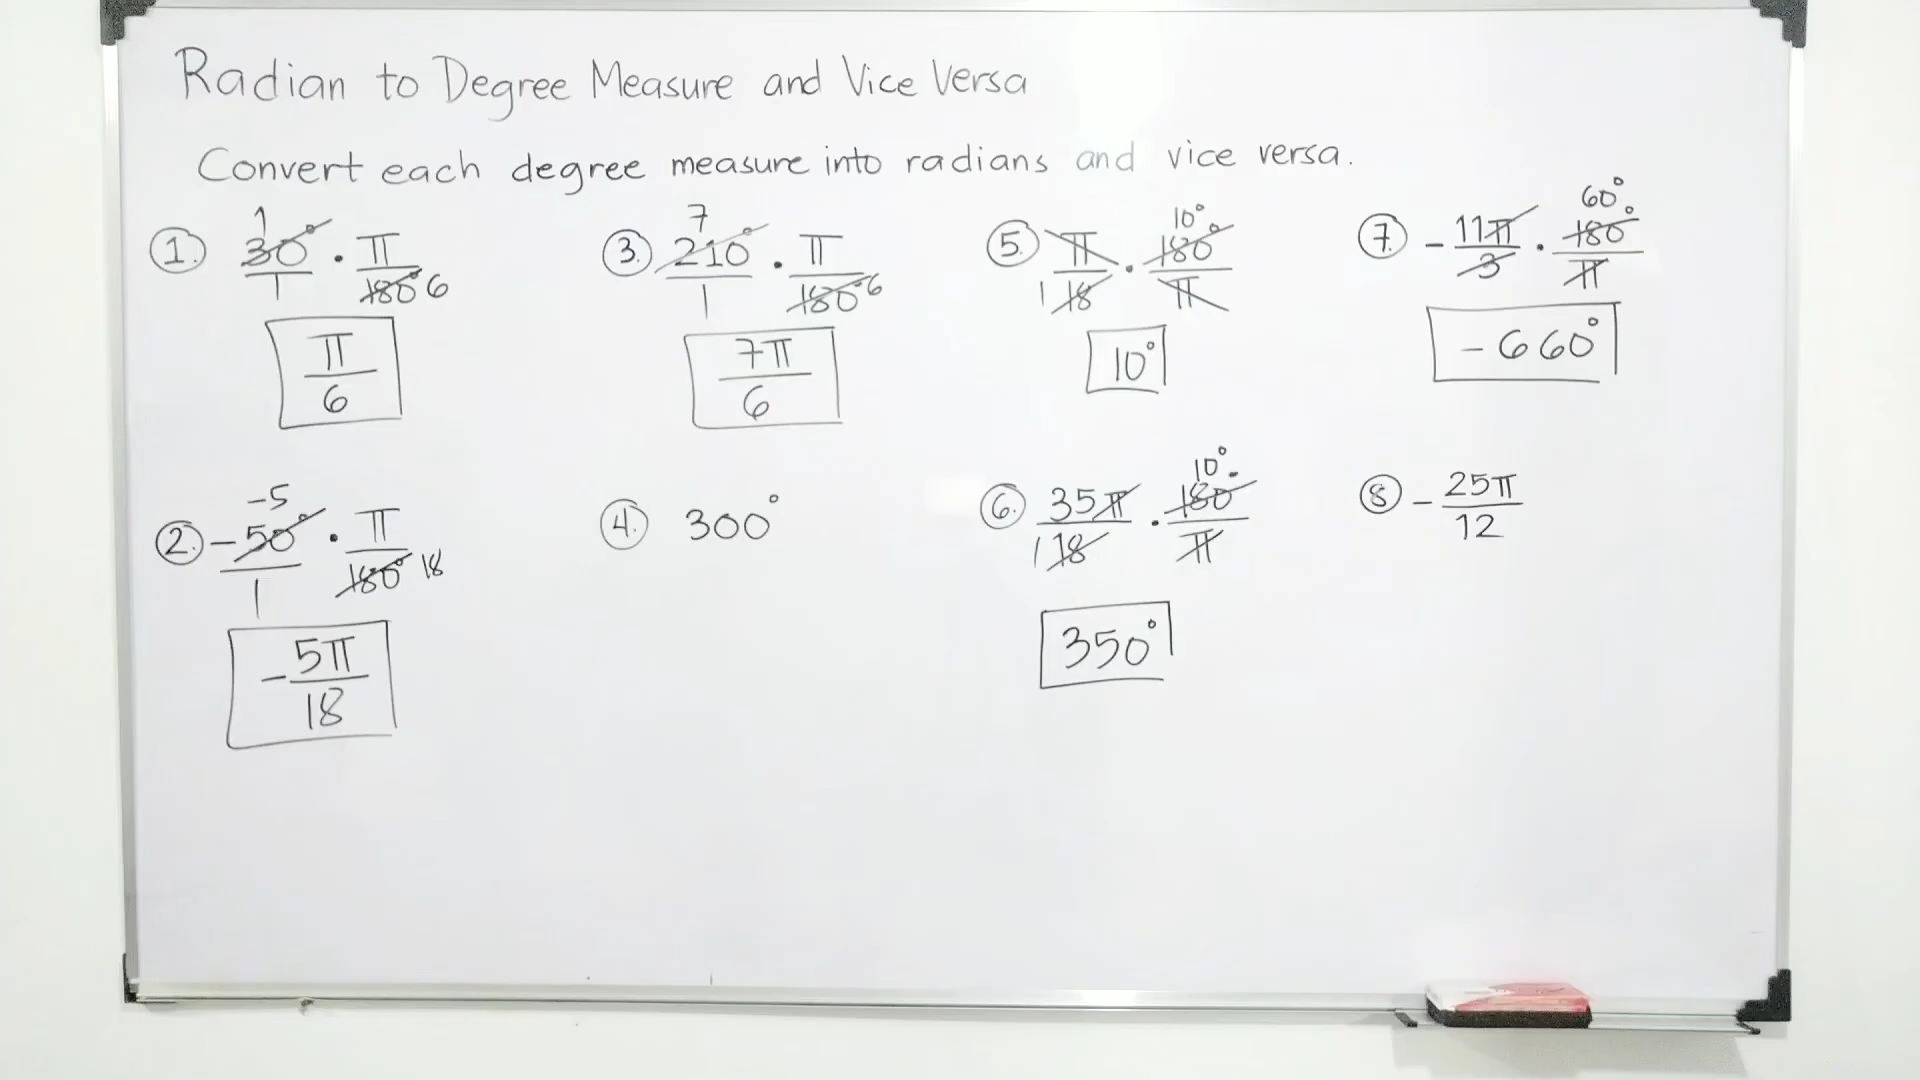 Radian to Degree Measure and Vice Versa
Convert each degree measure into radians and vice versa.
1
1. 30°/1 · π/180° 6
π/6
-5
2. -50°/1 · π/180° 18
-5π/18
7
3. 210°/1 · π/180° 6
7π/6
4. 300°
10°
5. π/18 · 180°/π
1
10°
10°
6. 35π/18 · 180°/π
1
350°
60°
7. -11π/3 · 180°/π
-660°
8 -25π/12